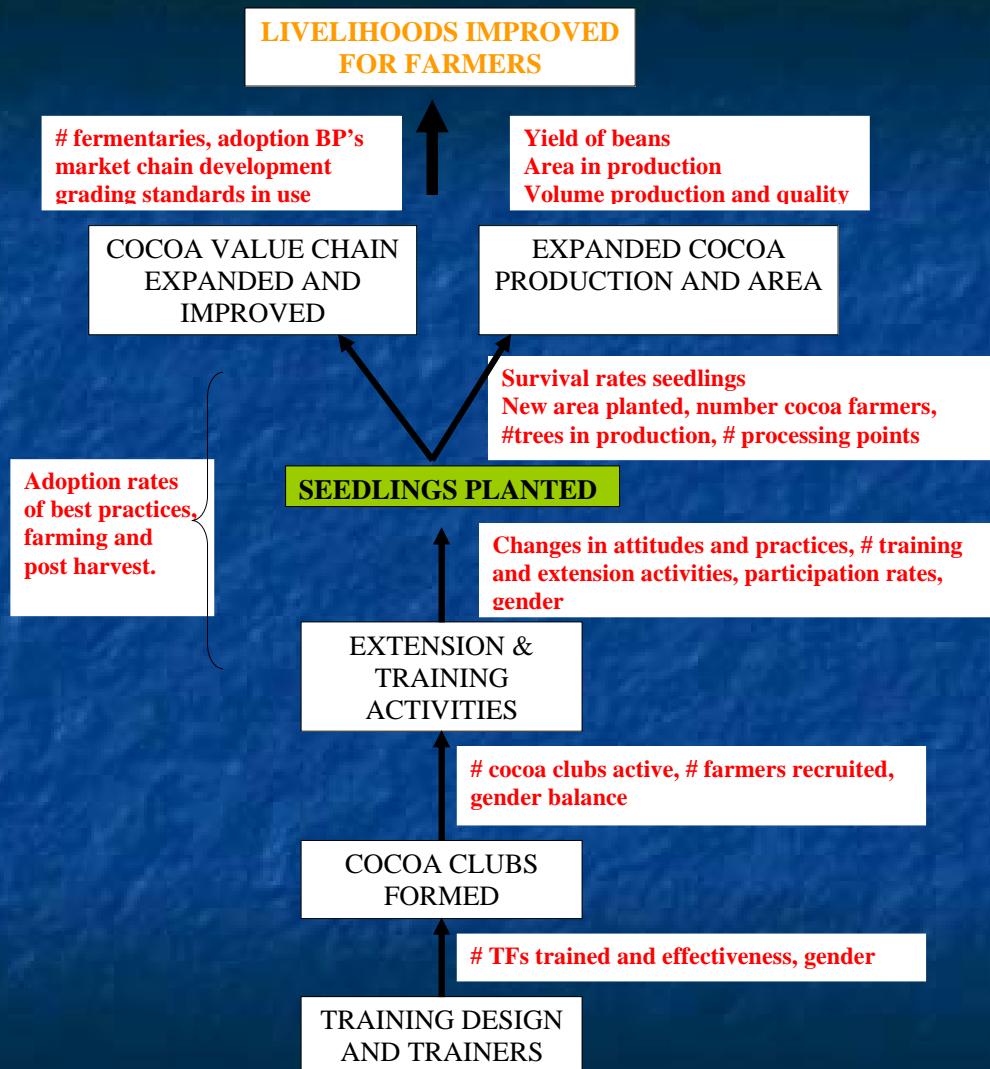 LIVELIHOODS IMPROVED
FOR FARMERS
# fermentaries, adoption BP's
market chain development
grading standards in use
Yield of beans
Area in production
Volume production and quality
COCOA VALUE CHAIN
EXPANDED AND
IMPROVED
EXPANDED COCOA
PRODUCTION AND AREA
Survival rates seedlings
New area planted, number cocoa farmers,
#trees in production, # processing points
Adoption rates
of best practices,
farming and
post harvest.
SEEDLINGS PLANTED
Changes in attitudes and practices, # training
and extension activities, participation rates,
gender
EXTENSION &
TRAINING
ACTIVITIES
# cocoa clubs active, # farmers recruited,
gender balance
COCOA CLUBS
FORMED
# TFs trained and effectiveness, gender
TRAINING DESIGN
AND TRAINERS